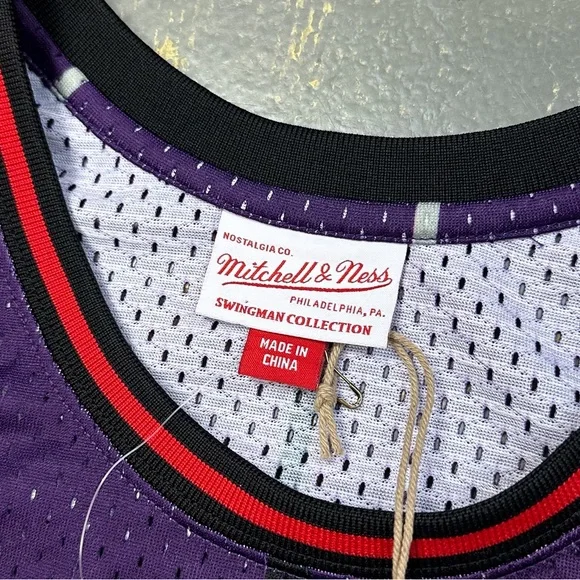 NOSTALGIA CO.
Mitchell & Ness
PHILADELPHIA, PA.
SWINGMAN COLLECTION
MADE IN
CHINA